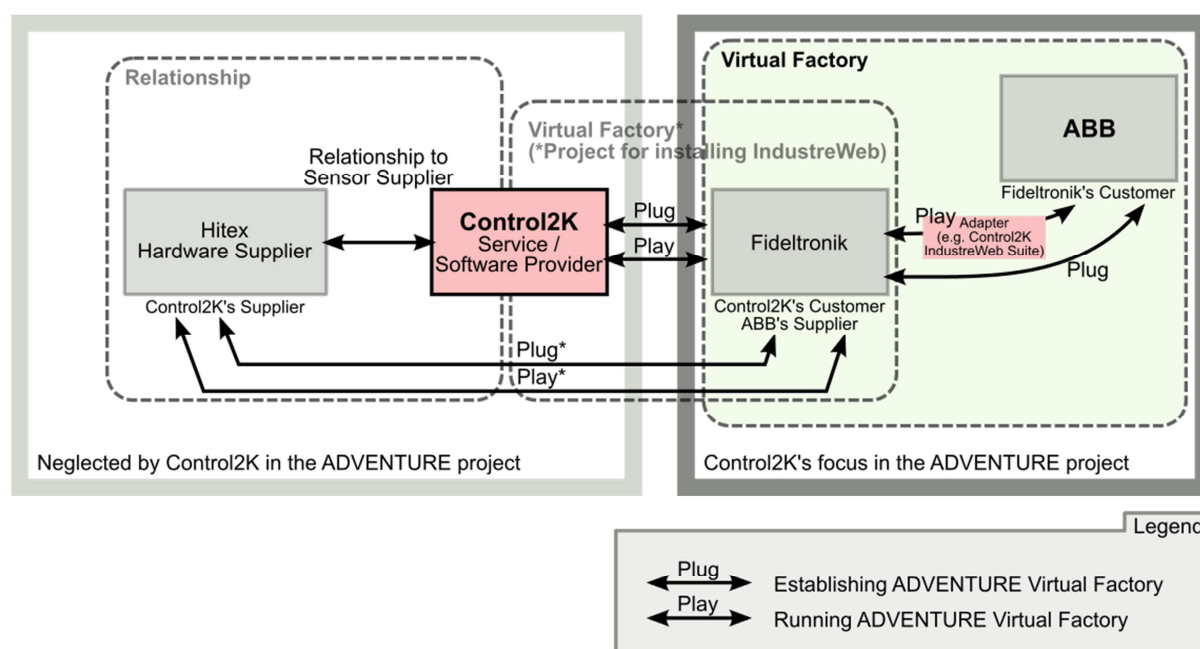 Relationship
Relationship to
Sensor Supplier
Hitex
Hardware Supplier
Control2K's Supplier
Control2K
Service /
Software Provider
Virtual Factory*
(*Project for installing IndustreWeb)
Plug
Play
Plug*
Play*
Neglected by Control2K in the ADVENTURE project
Virtual Factory
ABB
Fideltronik's Customer
Fideltronik
Control2K's Customer
ABB's Supplier
Play
Adapter
(e.g. Control2K
IndustreWeb Suite)
Plug
Control2K's focus in the ADVENTURE project
Legend
Plug
Establishing ADVENTURE Virtual Factory
Play
Running ADVENTURE Virtual Factory